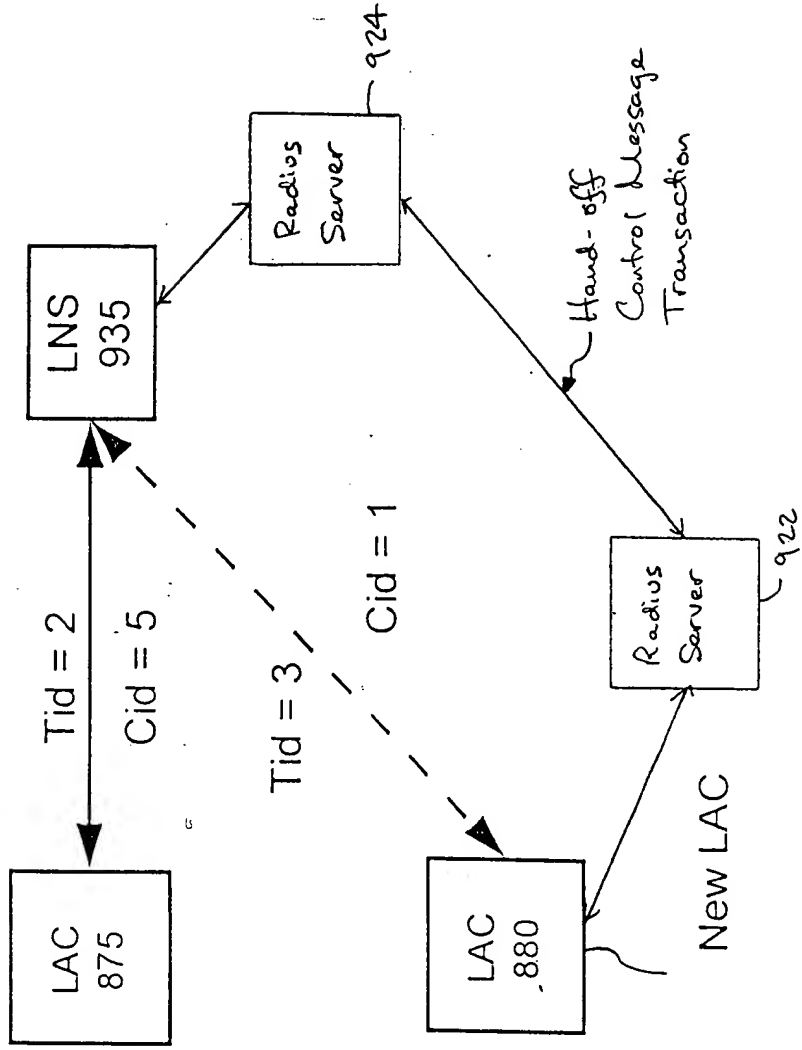 LAC
875
Tid = 2
Cid = 5
LNS
935
Radius
Server
924
Tid = 3
Cid = 1
LAC
880
New LAC
Radius
Server
922
Hand-off
Control Message
Transaction